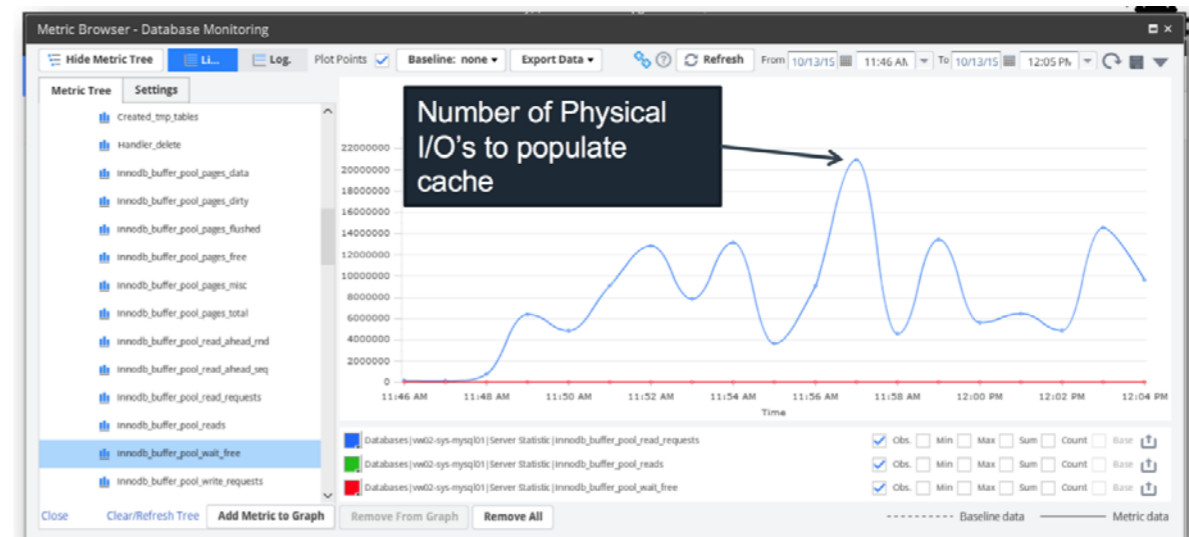 Metric Browser - Database Monitoring
Hide Metric Tree Li... Log. Plot Points Baseline: none Export Data Refresh From 10/13/15 11:46 AM To 10/13/15 12:05 PM
Metric Tree Settings
Created_tmp_tables
Handler_delete
Innodb_buffer_pool_pages_data
Innodb_buffer_pool_pages_dirty
Innodb_buffer_pool_pages_flushed
Innodb_buffer_pool_pages_free
Innodb_buffer_pool_pages_misc
Innodb_buffer_pool_pages_total
Innodb_buffer_pool_read_ahead_rnd
Innodb_buffer_pool_read_ahead_seq
Innodb_buffer_pool_read_requests
Innodb_buffer_pool_reads
Innodb_buffer_pool_wait_free
Innodb_buffer_pool_write_requests
Number of Physical
I/O's to populate
cache
22000000
20000000
18000000
16000000
14000000
12000000
10000000
8000000
6000000
4000000
2000000
0
11:46 AM 11:48 AM 11:50 AM 11:52 AM 11:54 AM 11:56 AM 11:58 AM 12:00 PM 12:02 PM 12:04 PM
Time
Databases|vw02-sys-mysql01|Server Statistic|Innodb_buffer_pool_read_requests Obs. Min Max Sum Count Base
Databases|vw02-sys-mysql01|Server Statistic|Innodb_buffer_pool_reads Obs. Min Max Sum Count Base
Databases|vw02-sys-mysql01|Server Statistic|Innodb_buffer_pool_wait_free Obs. Min Max Sum Count Base
Close Clear/Refresh Tree Add Metric to Graph Remove From Graph Remove All Baseline data Metric data